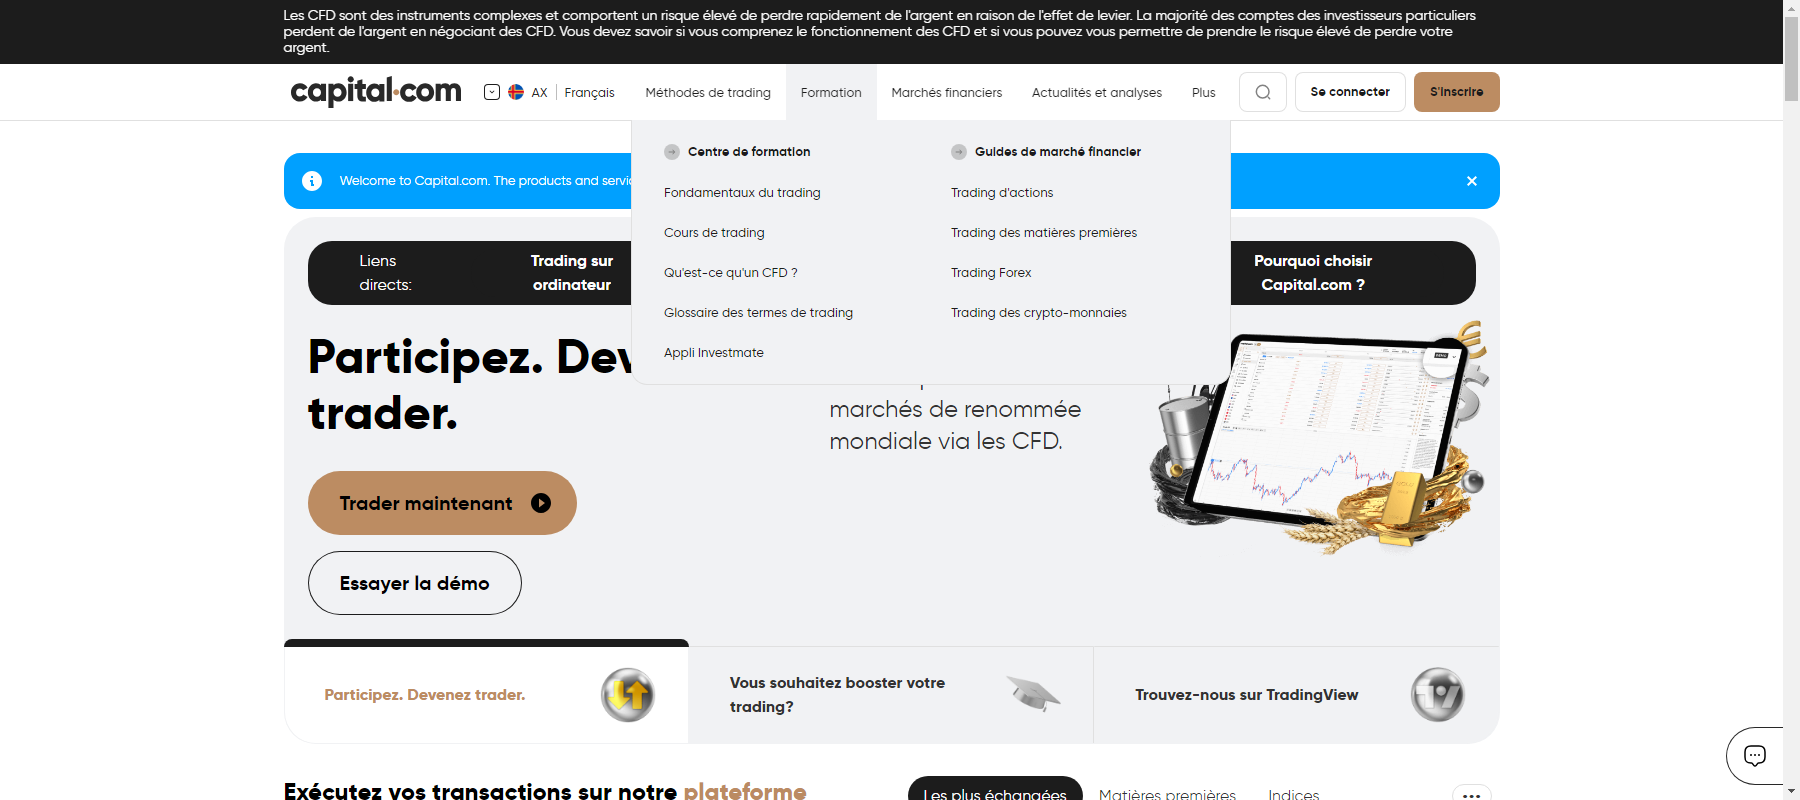 Les CFD sont des instruments complexes et comportent un risque élevé de perdre rapidement de l'argent en raison de l'effet de levier. La majorité des comptes des investisseurs particuliers
perdent de l'argent en négociant des CFD. Vous devez savoir si vous comprenez le fonctionnement des CFD et si vous pouvez vous permettre de prendre le risque élevé de perdre votre
argent.
capital.com AX Français Méthodes de trading Formation Marchés financiers Actualités et analyses Plus Se connecter S'inscrire
Centre de formation
Fondamentaux du trading
Cours de trading
Qu'est-ce qu'un CFD ?
Glossaire des termes de trading
Appli Investmate
Guides de marché financier
Trading d'actions
Trading des matières premières
Trading Forex
Trading des crypto-monnaies
Welcome to Capital.com. The products and servic
Liens
directs:
Trading sur
ordinateur
Pourquoi choisir
Capital.com ?
Participez. Dev
trader.
marchés de renommée
mondiale via les CFD.
Trader maintenant
Essayer la démo
Participez. Devenez trader.
Vous souhaitez booster votre
trading?
Trouvez-nous sur TradingView
Exécutez vos transactions sur notre plateforme
Les plus échangées Matières premières Indices